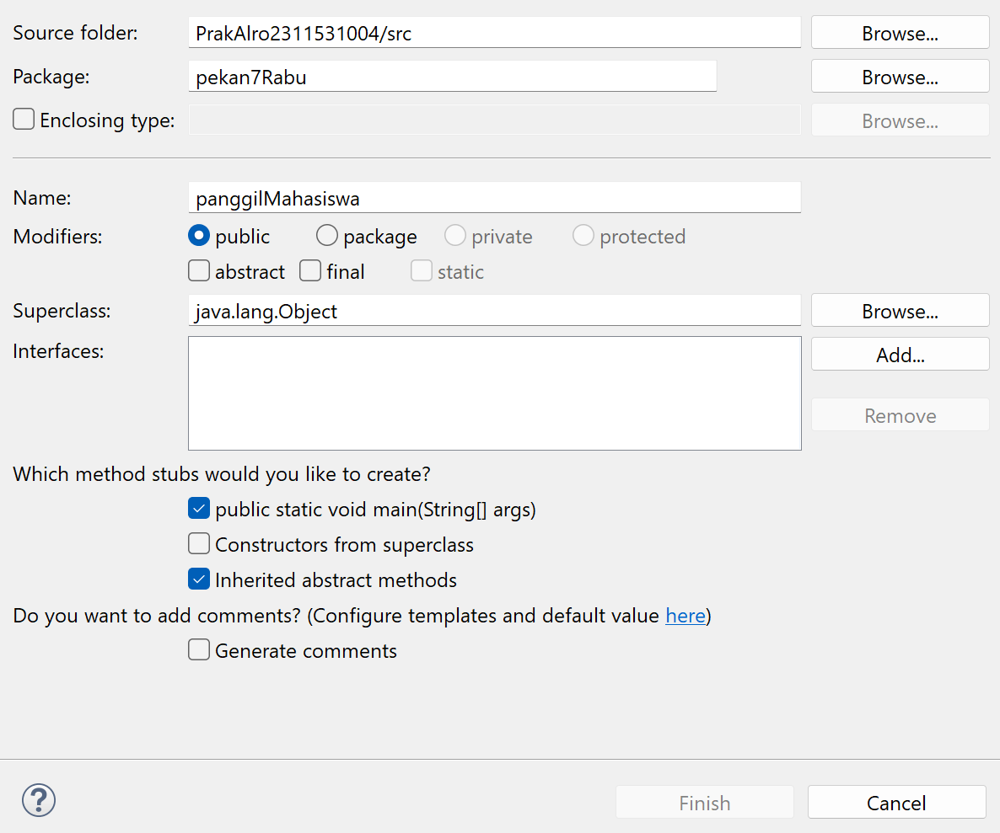 Source folder: PrakAlro2311531004/src Browse...
Package: pekan7Rabu Browse...
Enclosing type: Browse...
Name: panggilMahasiswa
Modifiers: public package private protected
abstract final static
Superclass: java.lang.Object Browse...
Interfaces: Add...
Remove
Which method stubs would you like to create?
public static void main(String[] args)
Constructors from superclass
Inherited abstract methods
Do you want to add comments? (Configure templates and default value here)
Generate comments
? Finish Cancel